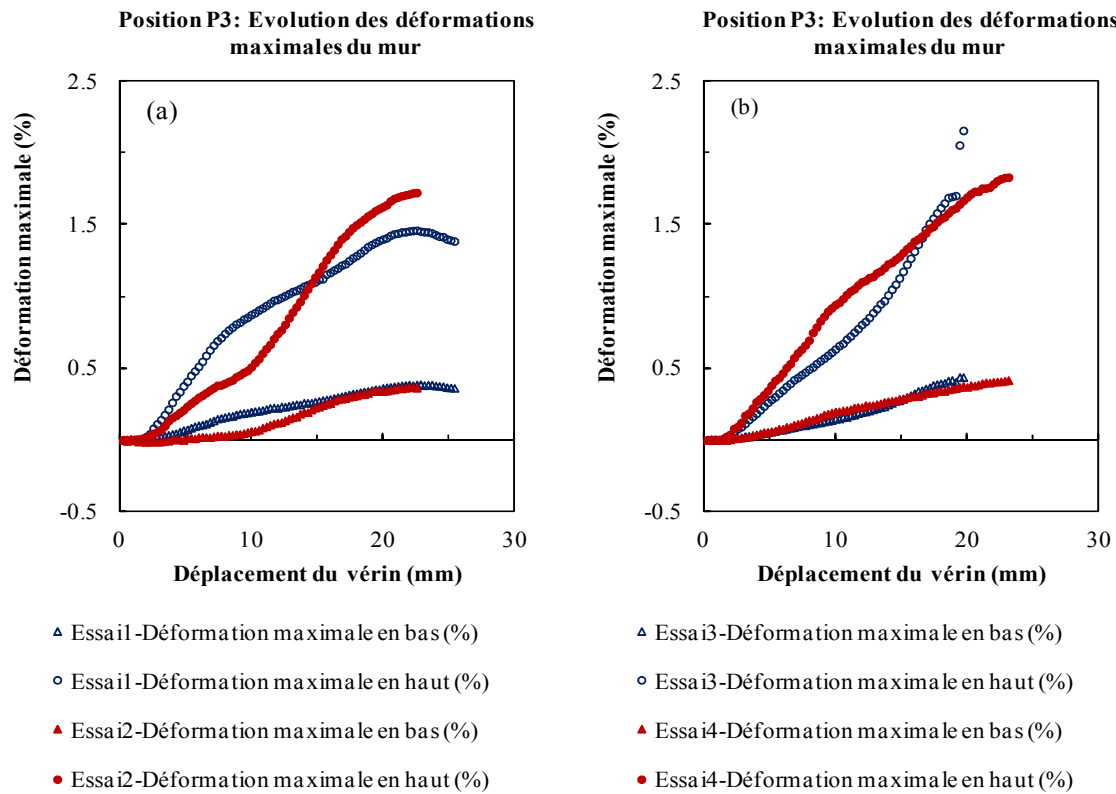 Position P3: Evolution des déformations
maximales du mur
2.5
1.5
0.5
-0.5
0
10
20
30
(a)
Déformation maximale (%)
Déplacement du vérin (mm)
Essai1-Déformation maximale en bas (%)
Essai1-Déformation maximale en haut (%)
Essai2-Déformation maximale en bas (%)
Essai2-Déformation maximale en haut (%)
Position P3: Evolution des déformations
maximales du mur
2.5
1.5
0.5
-0.5
0
10
20
30
(b)
Déformation maximale (%)
Déplacement du vérin (mm)
Essai3-Déformation maximale en bas (%)
Essai3-Déformation maximale en haut (%)
Essai4-Déformation maximale en bas (%)
Essai4-Déformation maximale en haut (%)